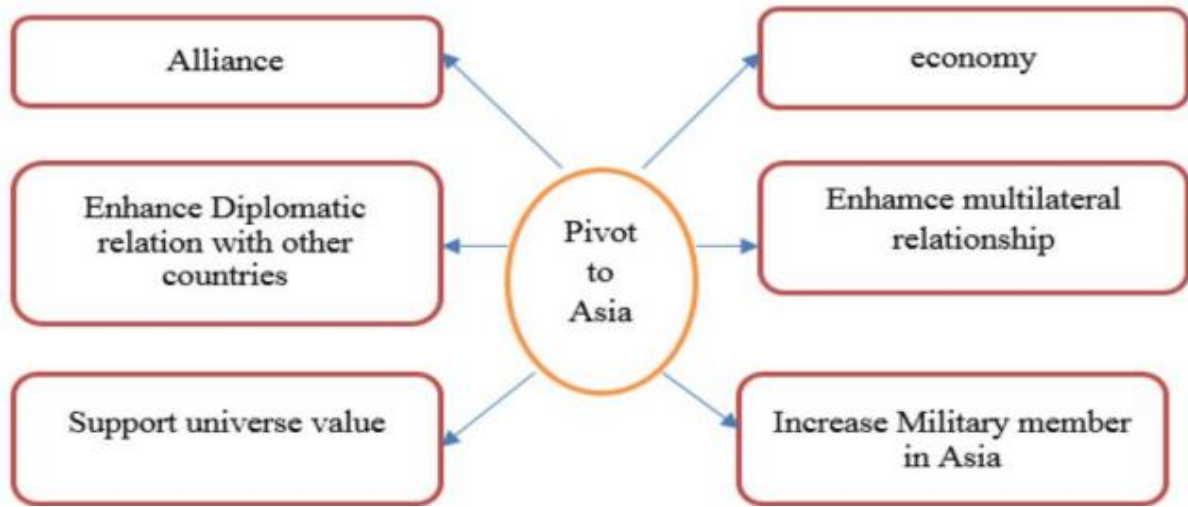 Alliance
economy
Enhance Diplomatic
relation with other
countries
Pivot
to
Asia
Enhamce multilateral
relationship
Support universe value
Increase Military member
in Asia